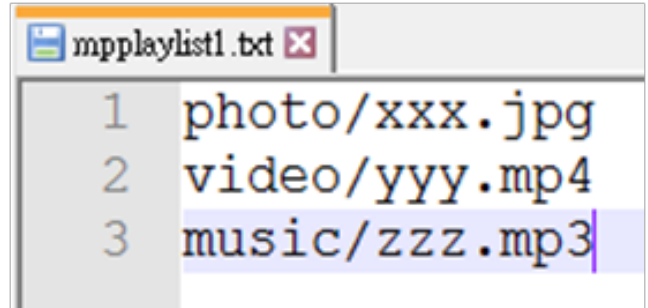 mpplaylist1.txt
1 photo/xxx.jpg
2 video/yyy.mp4
3 music/zzz.mp3